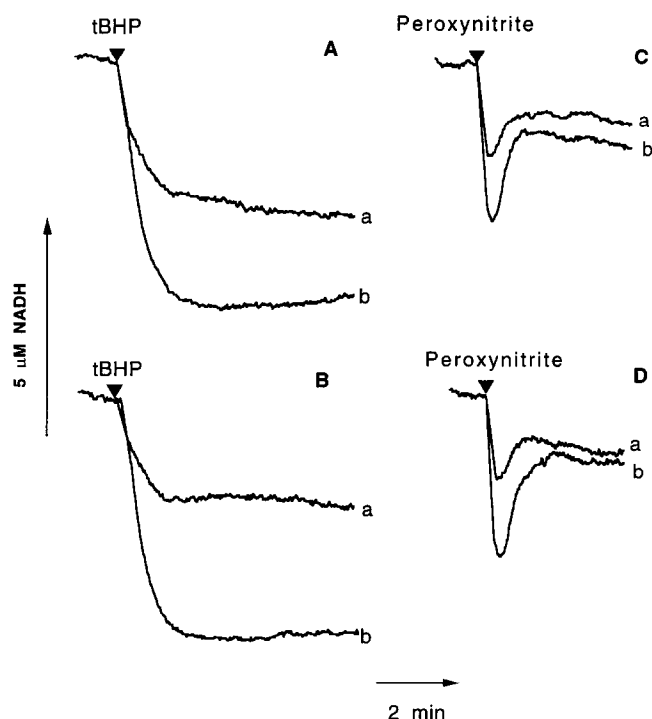 tBHP
A
a
b
Peroxynitrite
C
a
b
5 uM NADH
tBHP
B
a
b
Peroxynitrite
D
a
b
2 min